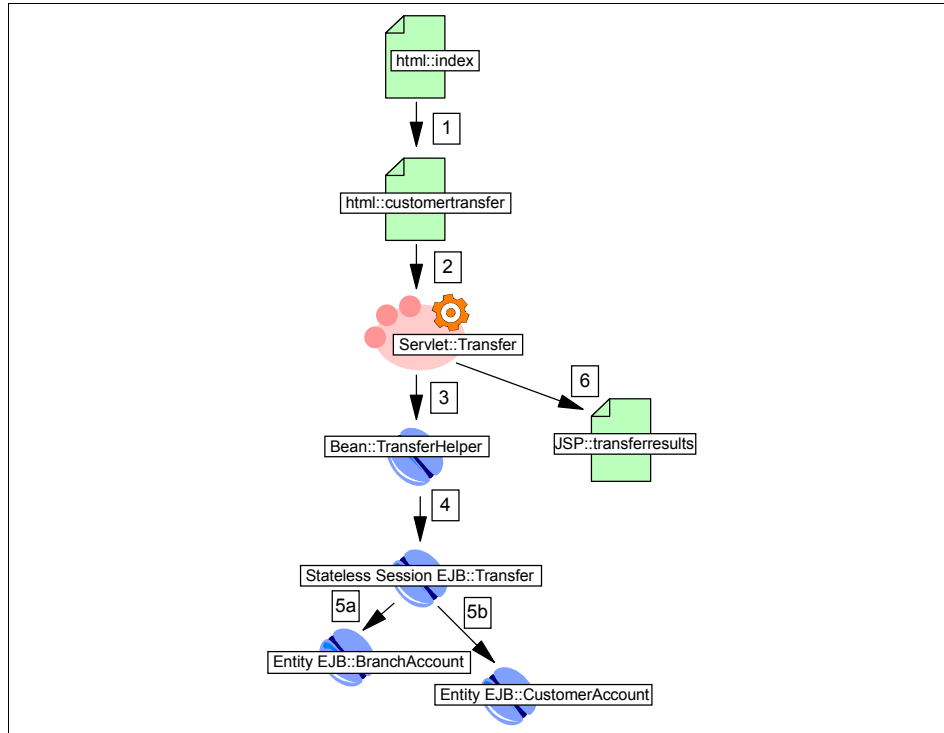 html::index
1
html::customertransfer
2
Servlet::Transfer
6
3
JSP::transferresults
Bean::TransferHelper
4
Stateless Session EJB::Transfer
5a
5b
Entity EJB::BranchAccount
Entity EJB::CustomerAccount